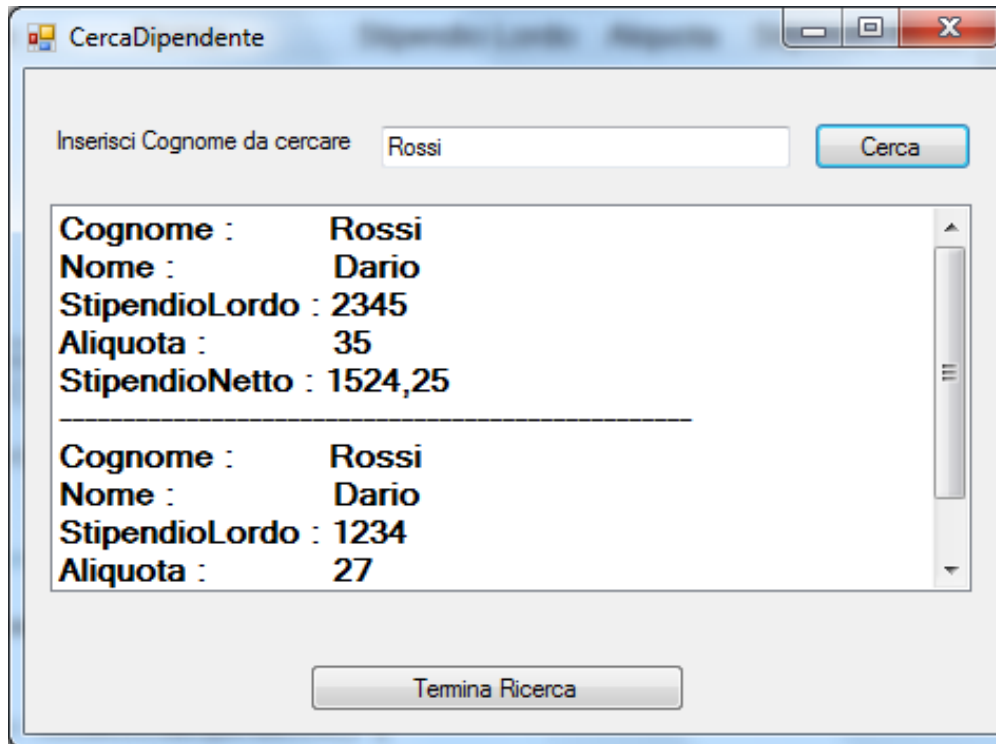 CercaDipendente
Inserisci Cognome da cercare Rossi Cerca
Cognome : Rossi
Nome : Dario
StipendioLordo : 2345
Aliquota : 35
StipendioNetto : 1524,25
----------------------------------------------------------
Cognome : Rossi
Nome : Dario
StipendioLordo : 1234
Aliquota : 27
Termina Ricerca